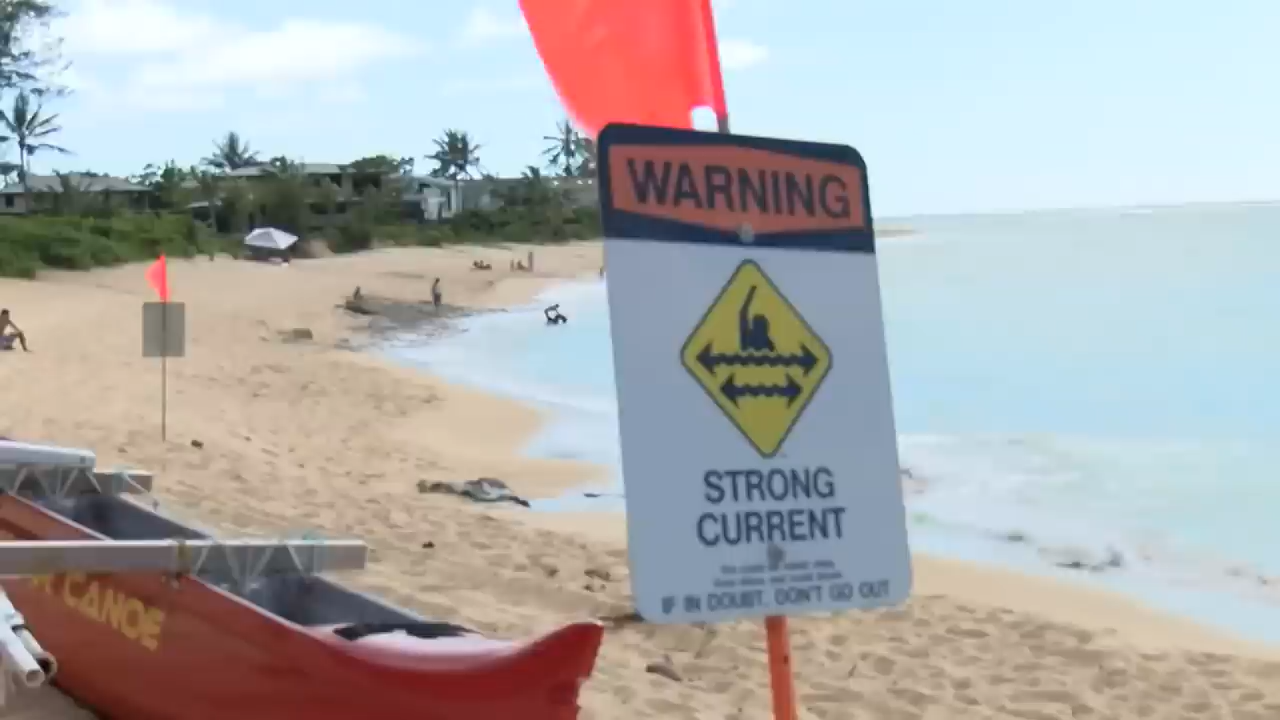 WARNING
STRONG
CURRENT
IF IN DOUBT, DON'T GO OUT
CANOE